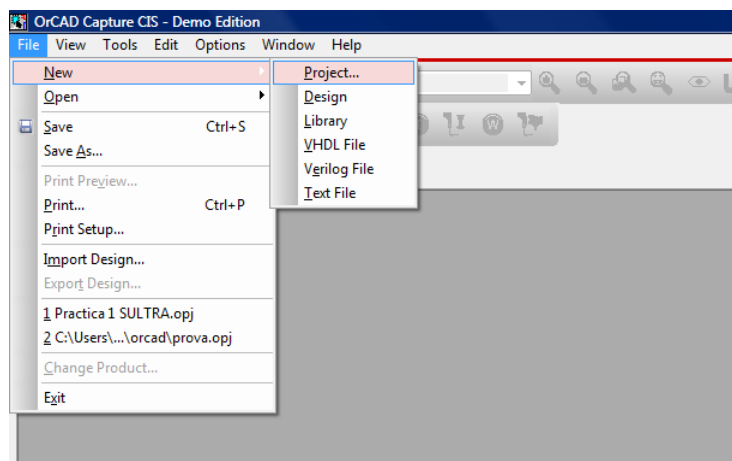 OrCAD Capture CIS - Demo Edition
File View Tools Edit Options Window Help
New
Open
Save Ctrl+S
Save As...
Print Preview...
Print... Ctrl+P
Print Setup...
Import Design...
Export Design...
1 Practica 1 SULTRA.opj
2 C:\Users\...\orcad\prova.opj
Change Product...
Exit
Project...
Design
Library
VHDL File
Verilog File
Text File
U
W